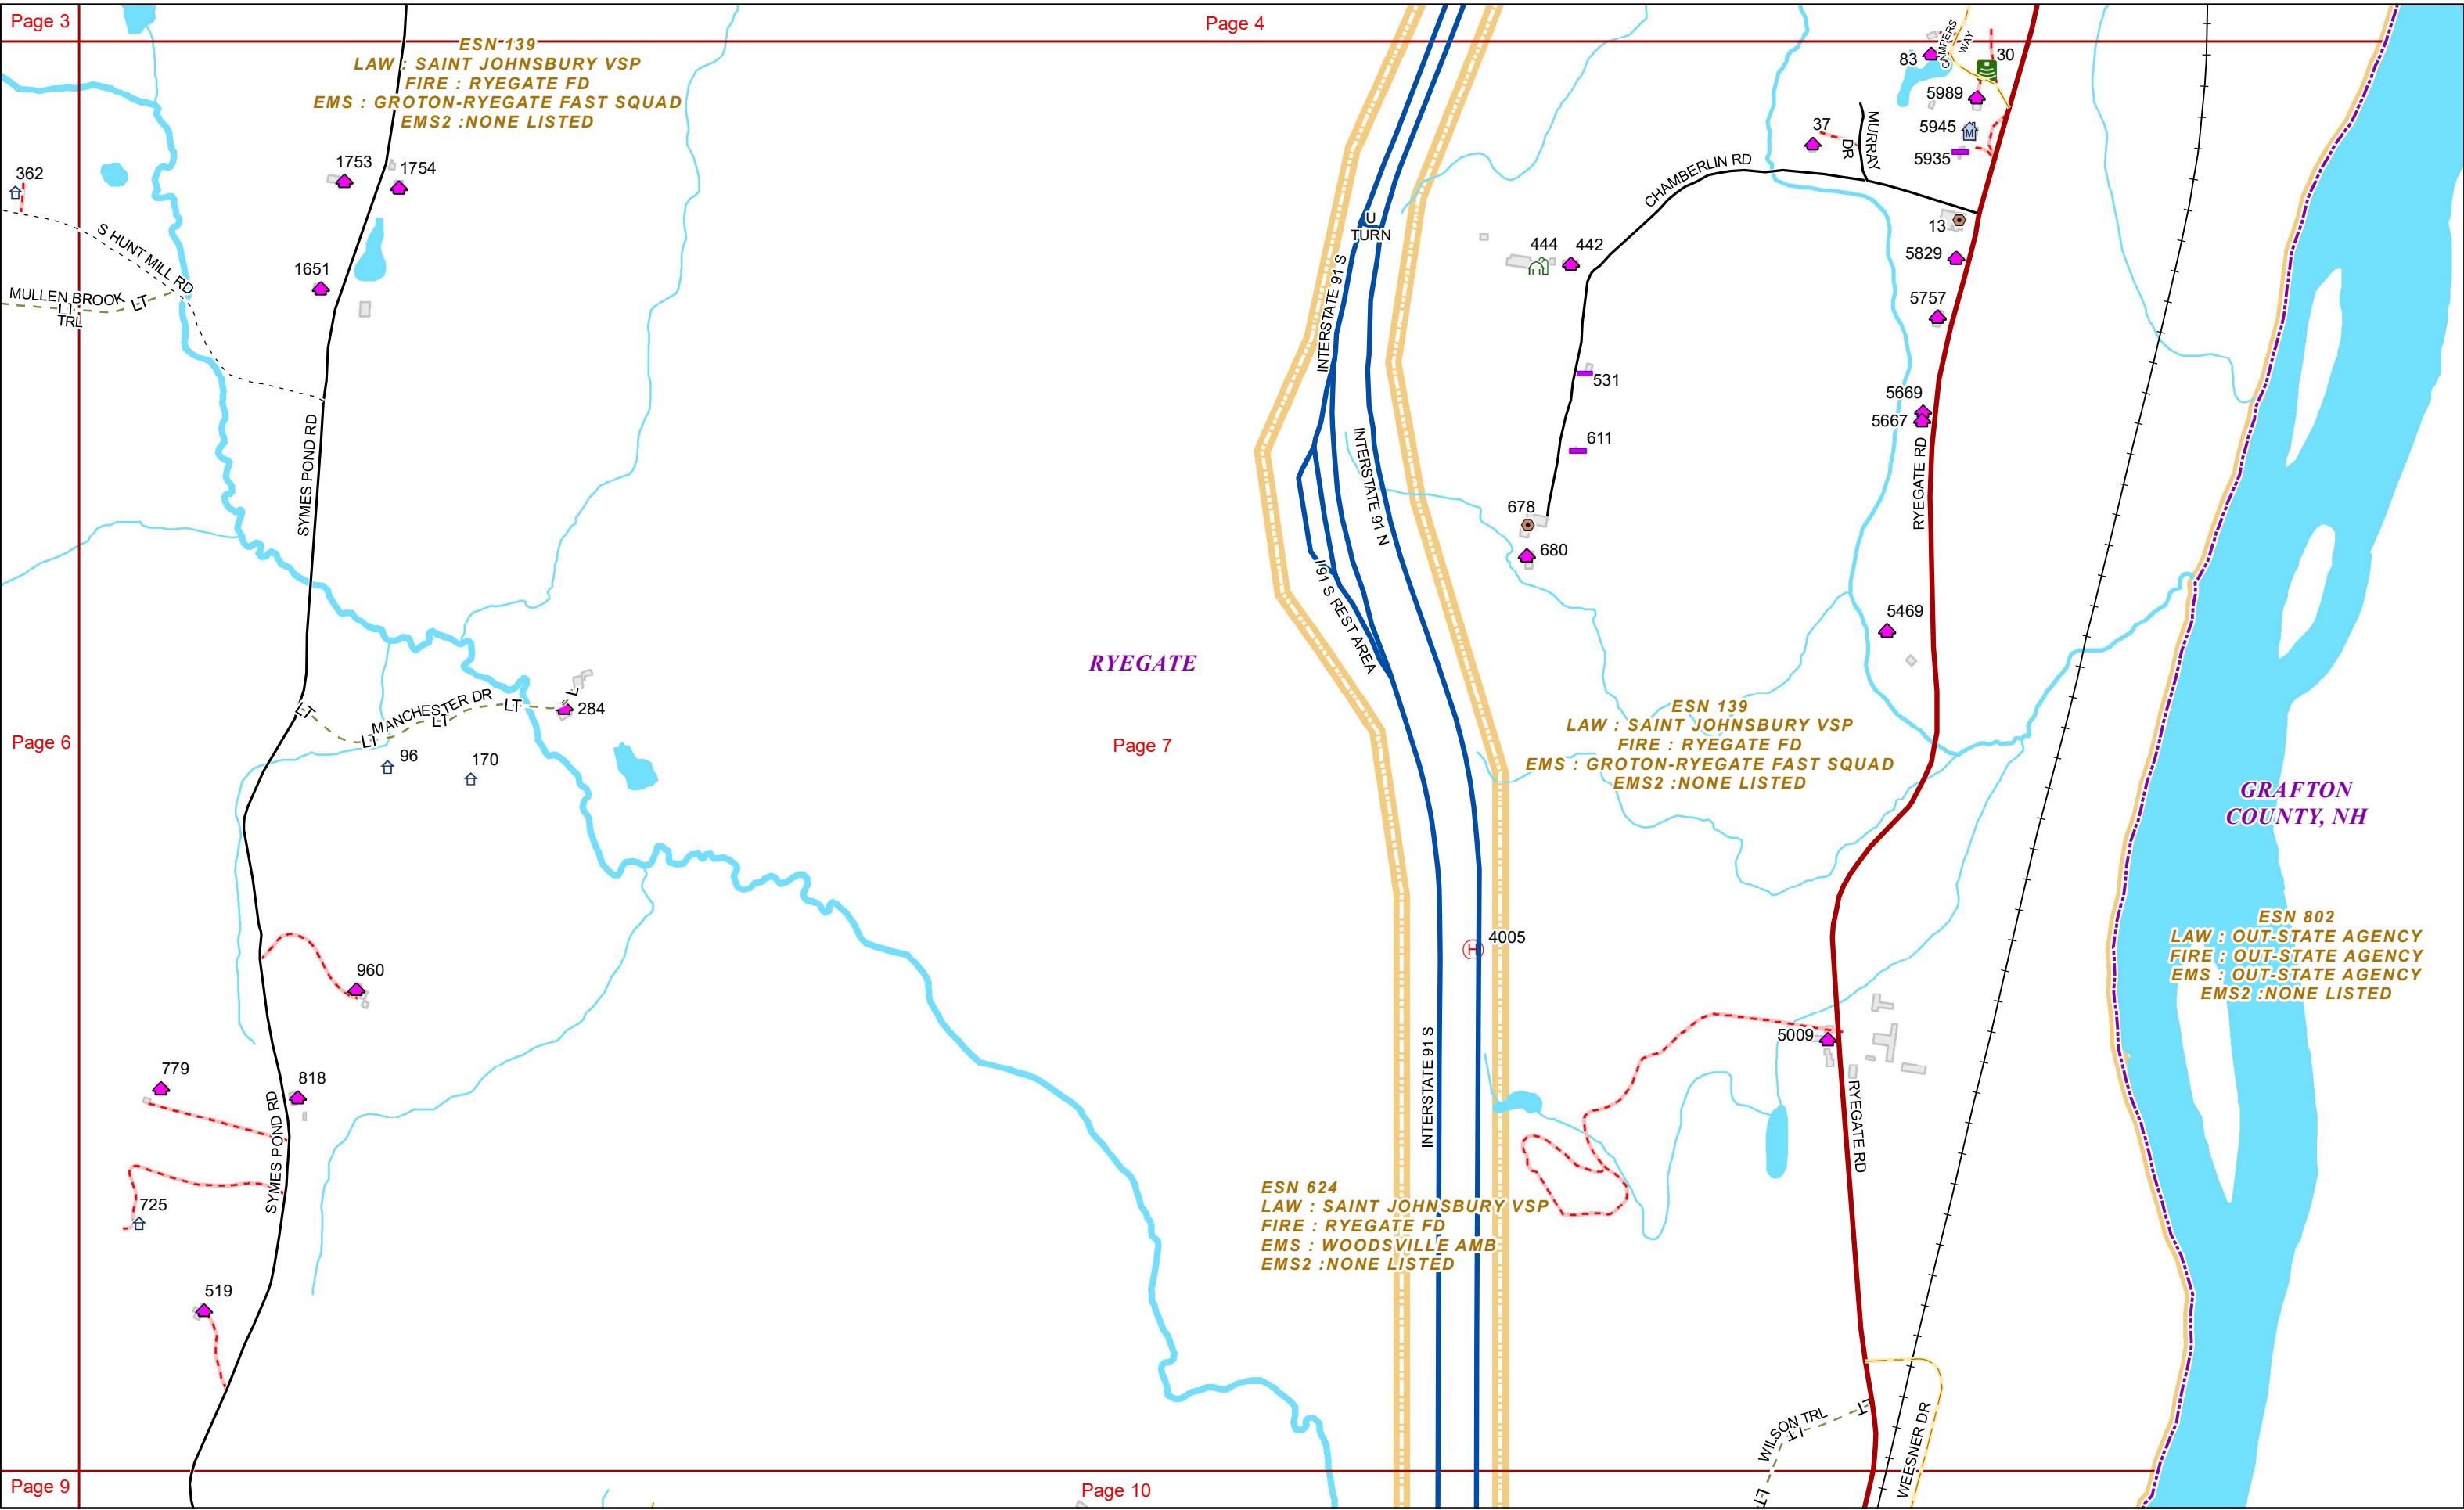 Page 3
Page 4
ESN 139
LAW : SAINT JOHNSBURY VSP
FIRE : RYEGATE FD
EMS : GROTON-RYEGATE FAST SQUAD
EMS2 :NONE LISTED
CAMPERS
WAY
83
30
5989
5945
M
5935
37
MURRAY
DR
CHAMBERLIN RD
1753
1754
362
S HUNT MILL RD
MULLEN BROOK
TRL
LT
LT
1651
U
TURN
INTERSTATE 91 S
444
442
13
5829
5757
531
5669
5667
611
SYMES POND RD
INTERSTATE 91 N
RYEGATE RD
678
680
I 91 S REST AREA
5469
RYEGATE
LT
MANCHESTER DR
LT
LT
LT
L
284
ESN 139
LAW : SAINT JOHNSBURY VSP
FIRE : RYEGATE FD
EMS : GROTON-RYEGATE FAST SQUAD
EMS2 :NONE LISTED
Page 6
Page 7
96
170
GRAFTON
COUNTY, NH
ESN 802
LAW : OUT-STATE AGENCY
FIRE : OUT-STATE AGENCY
EMS : OUT-STATE AGENCY
EMS2 :NONE LISTED
H
4005
960
5009
779
818
SYMES POND RD
INTERSTATE 91 S
RYEGATE RD
725
ESN 624
LAW : SAINT JOHNSBURY VSP
FIRE : RYEGATE FD
EMS : WOODSVILLE AMB
EMS2 :NONE LISTED
519
WILSON TRL
LT
LT
LT
WEESNER DR
Page 9
Page 10